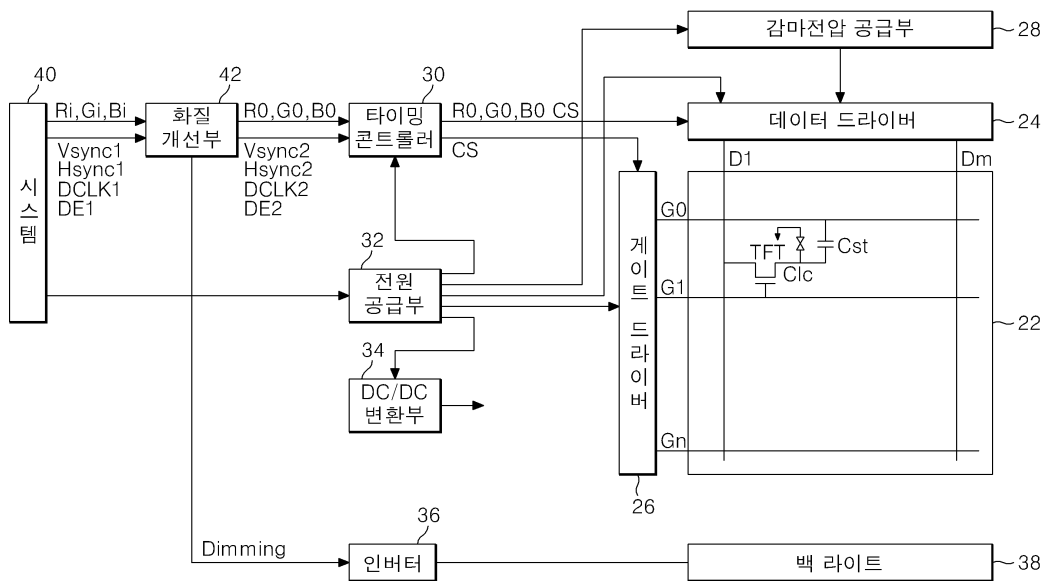 감마전압 공급부
28
40
42
30
Ri,Gi,Bi
화질
개선부
R0,G0,B0
타이밍
콘트롤러
R0,G0,B0 CS
데이터 드라이버
24
Vsync1
Hsync1
DCLK1
DE1
Vsync2
Hsync2
DCLK2
DE2
CS
D1
Dm
시스템
게이트 드라이버
G0
TFT
Cst
Clc
G1
32
전원
공급부
22
34
DC/DC
변환부
Gn
26
Dimming
36
인버터
백 라이트
38